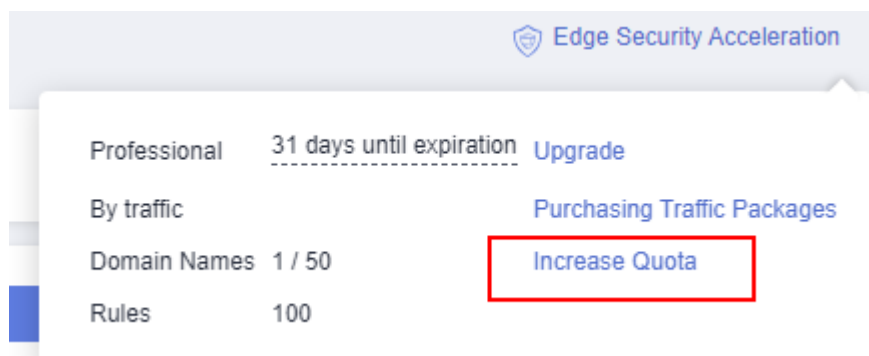 Edge Security Acceleration
Professional 31 days until expiration Upgrade
By traffic Purchasing Traffic Packages
Domain Names 1 / 50 Increase Quota
Rules 100